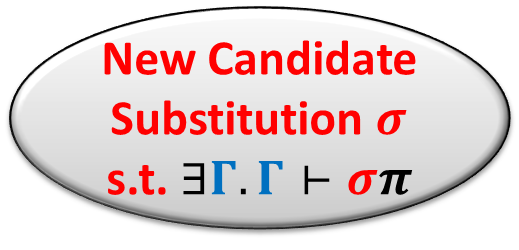 New Candidate
Substitution σ
s.t. ∃Γ. Γ ⊢ σπ